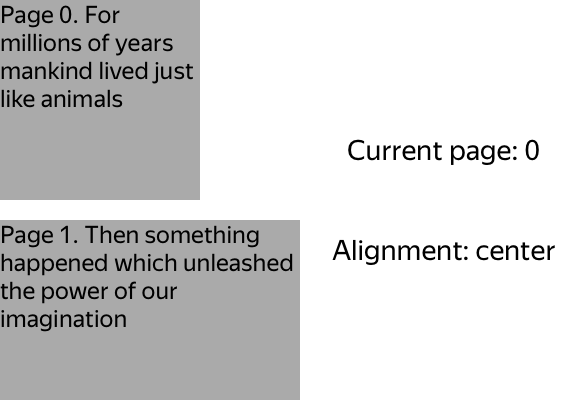 Page 0. For
millions of years
mankind lived just
like animals
Current page: 0
Page 1. Then something
happened which unleashed
the power of our
imagination
Alignment: center